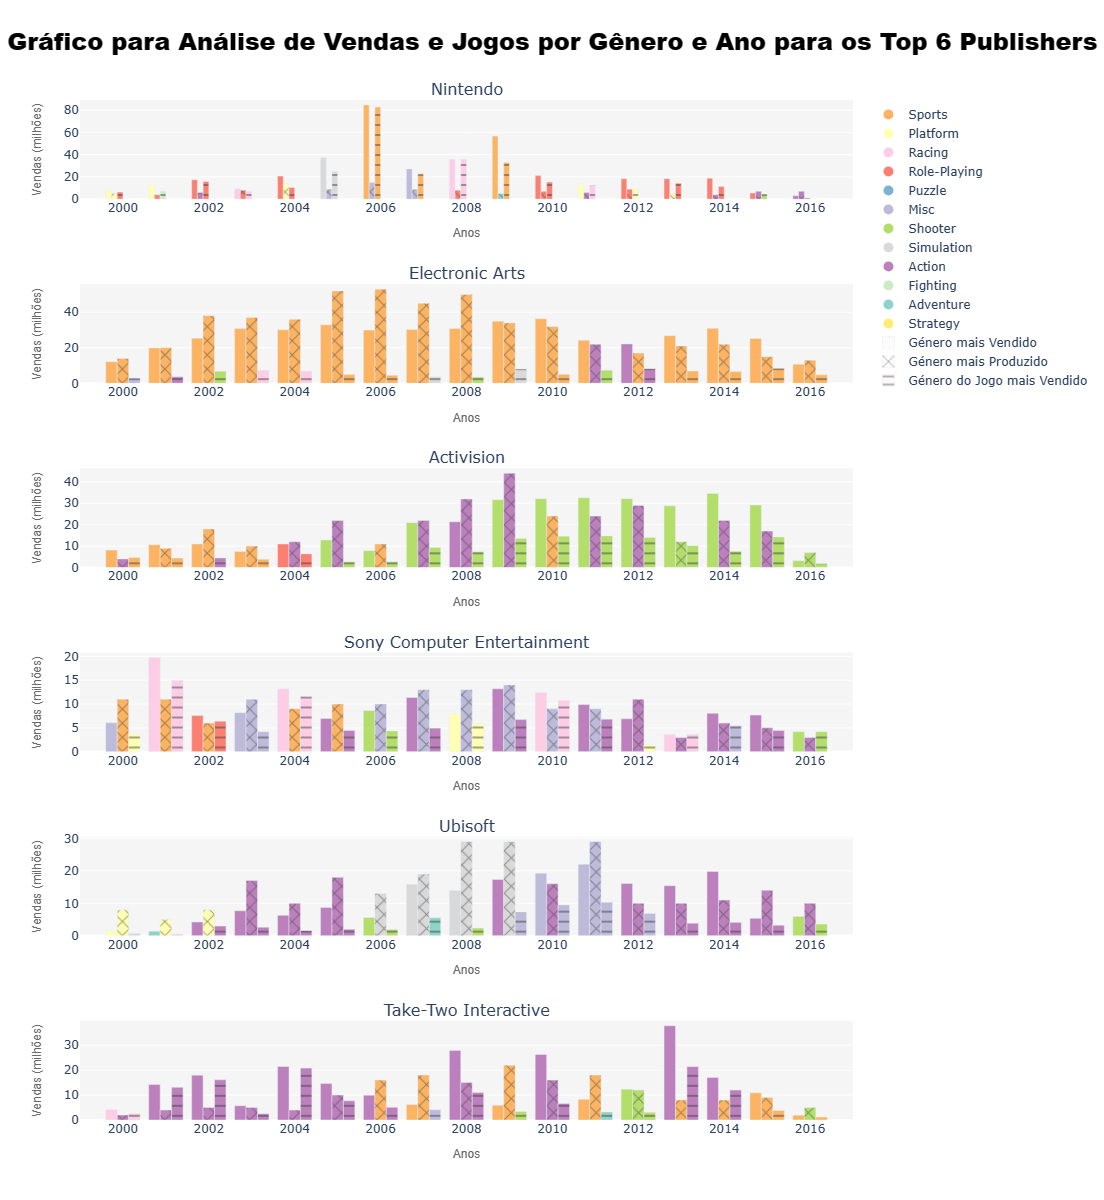 Gráfico para Análise de Vendas e Jogos por Gênero e Ano para os Top 6 Publishers
Nintendo
Vendas (milhões)
80
60
40
20
0
2000 2002 2004 2006 2008 2010 2012 2014 2016
Anos
Sports
Platform
Racing
Role-Playing
Puzzle
Misc
Shooter
Simulation
Action
Fighting
Adventure
Strategy
Género mais Vendido
Género mais Produzido
Género do Jogo mais Vendido
Electronic Arts
Vendas (milhões)
40
20
0
2000 2002 2004 2006 2008 2010 2012 2014 2016
Anos
Activision
Vendas (milhões)
40
30
20
10
0
2000 2002 2004 2006 2008 2010 2012 2014 2016
Anos
Sony Computer Entertainment
Vendas (milhões)
20
15
10
5
0
2000 2002 2004 2006 2008 2010 2012 2014 2016
Anos
Ubisoft
Vendas (milhões)
30
20
10
0
2000 2002 2004 2006 2008 2010 2012 2014 2016
Anos
Take-Two Interactive
Vendas (milhões)
30
20
10
0
2000 2002 2004 2006 2008 2010 2012 2014 2016
Anos